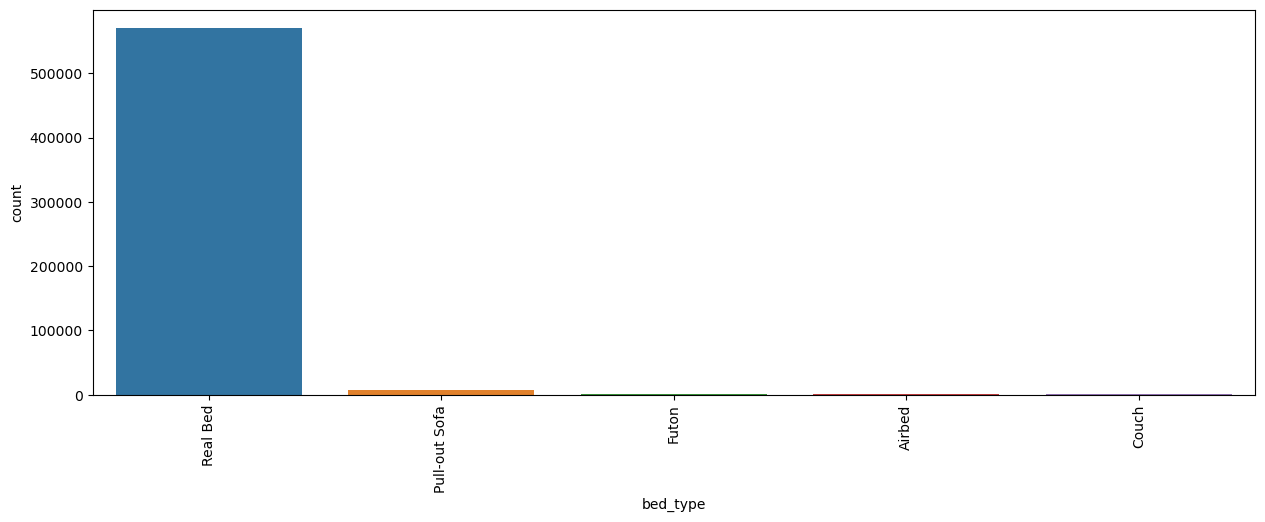 500000
400000
300000
200000
100000
0
count
Real Bed
Pull-out Sofa
Futon
Airbed
Couch
bed_type